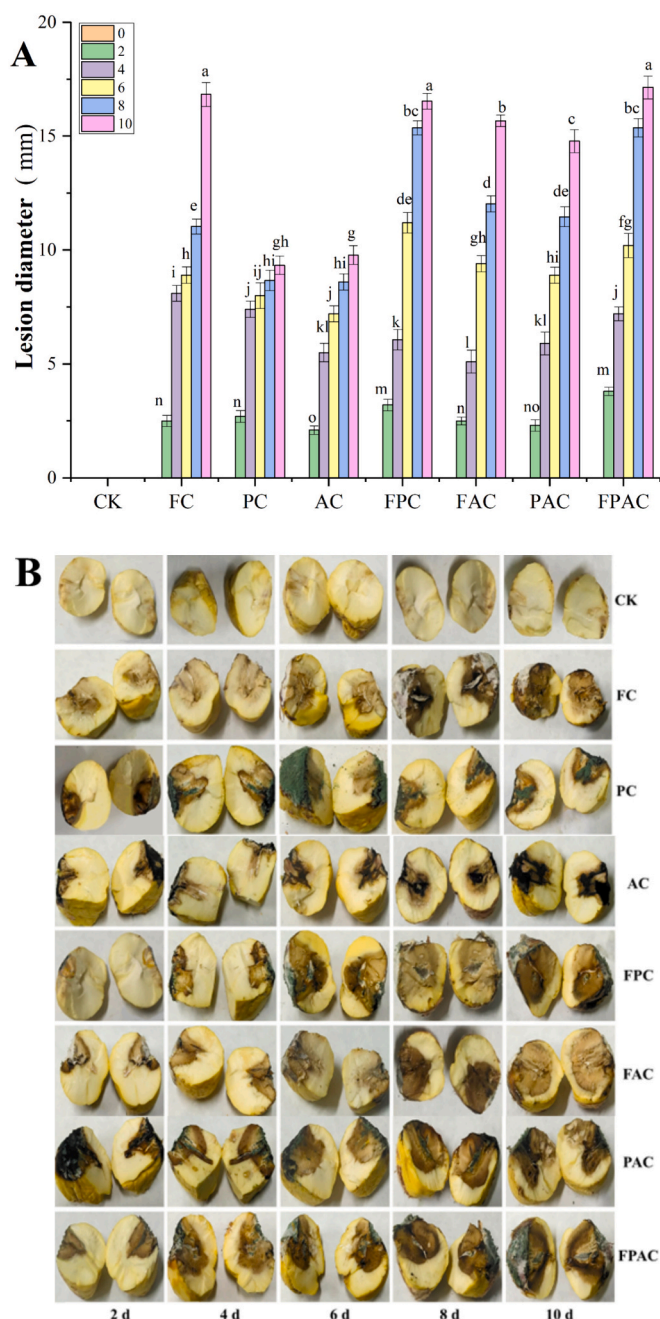 A
Lesion diameter ( mm)
20
15
10
5
0
0
2
4
6
8
10
n i h e a
n j ij hi gh
o kl j hi g
m k de bc a
n l gh d b
no kl hi de c
m j fg bc a
CK FC PC AC FPC FAC PAC FPAC
B
CK
FC
PC
AC
FPC
FAC
PAC
FPAC
2 d 4 d 6 d 8 d 10 d